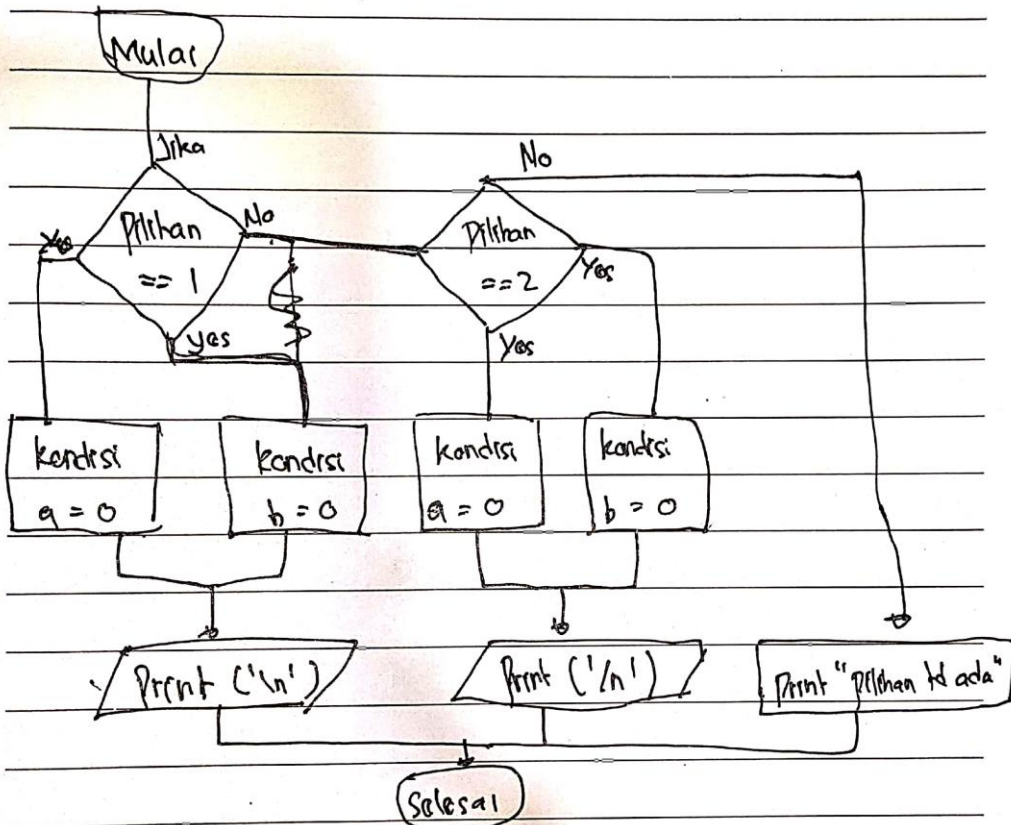 Mulai
Jika
No
Pilihan
== 1
Yes
No
yes
Pilihan
==2
Yes
Yes
kondisi
a = 0
kondisi
b = 0
kondisi
a = 0
kondisi
b = 0
Print ('\n')
Print ('/n')
Print "Pilihan td ada"
Selesai